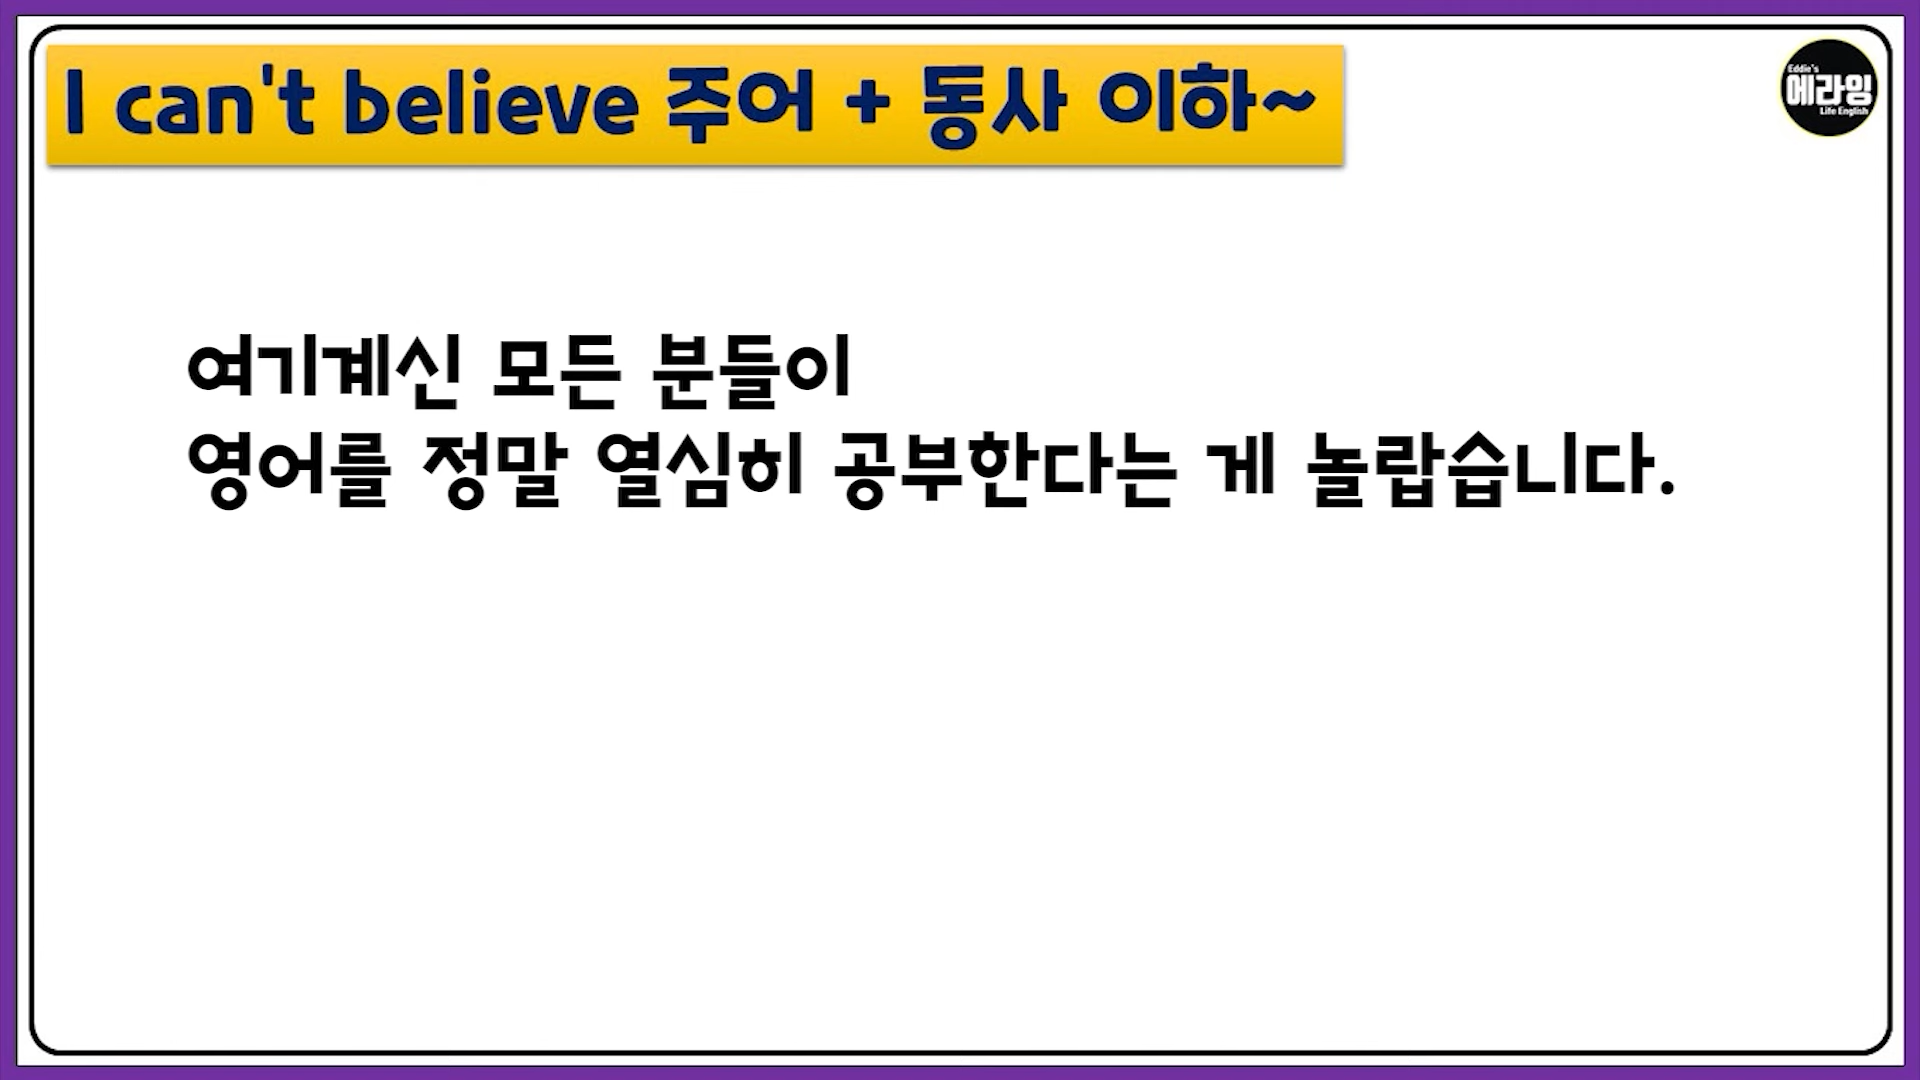 I can't believe 주어 + 동사 이하~
Eddie's
에라잉
Life English
여기계신 모든 분들이
영어를 정말 열심히 공부한다는 게 놀랍습니다.